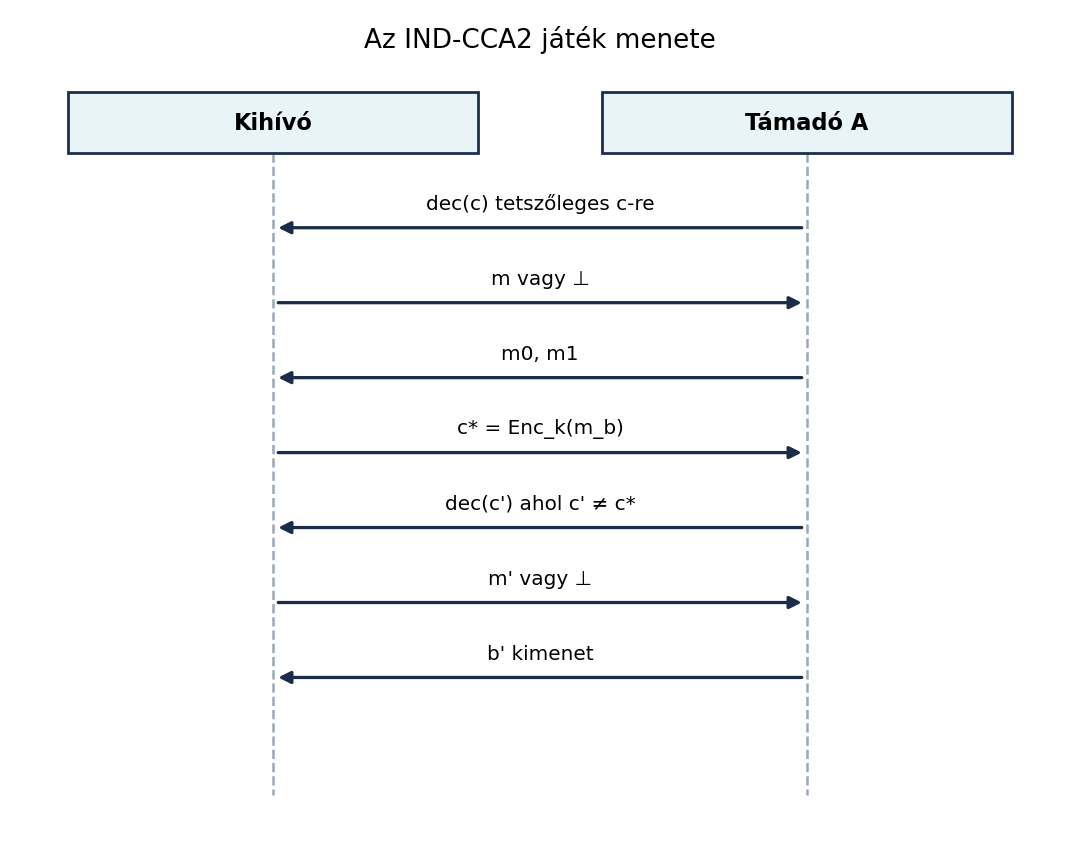 Az IND-CCA2 játék menete
Kihívó
Támadó A
dec(c) tetszőleges c-re
m vagy ⊥
m0, m1
c* = Enc_k(m_b)
dec(c') ahol c' ≠ c*
m' vagy ⊥
b' kimenet